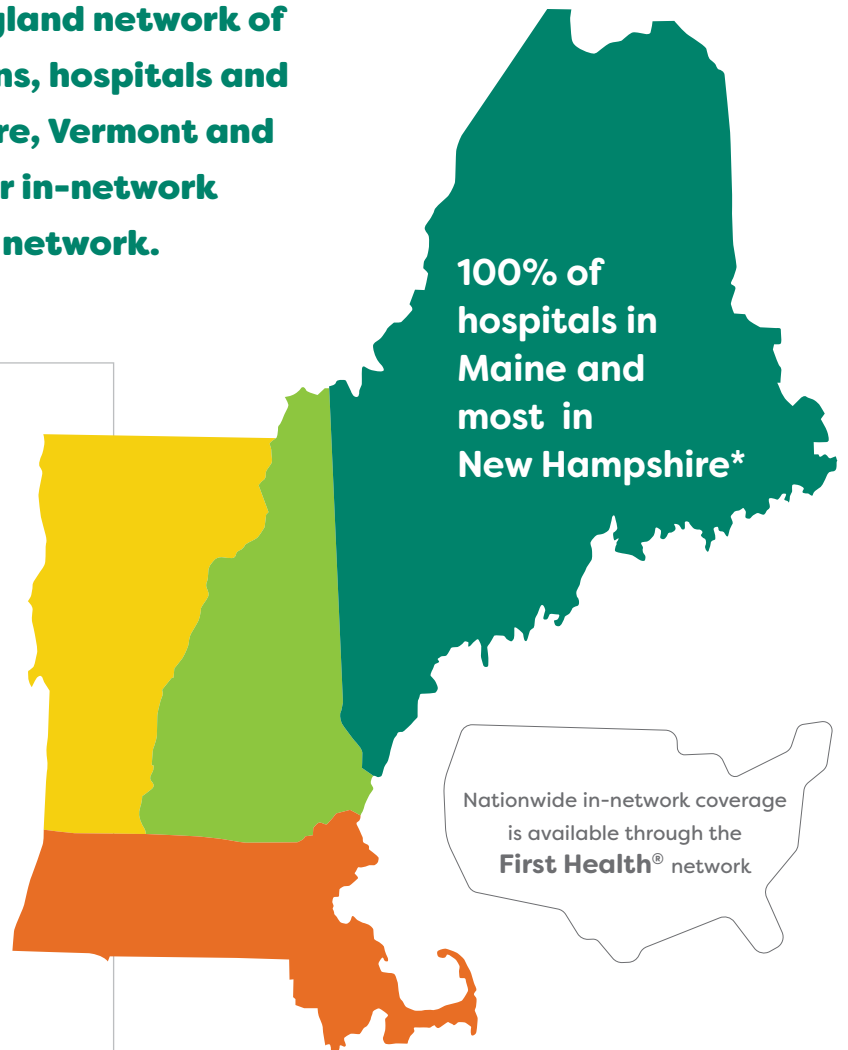 gland network of
ns, hospitals and
re, Vermont and
r in-network
network.
100% of
hospitals in
Maine and
most in
New Hampshire*
Nationwide in-network coverage
is available through the
First Health® network